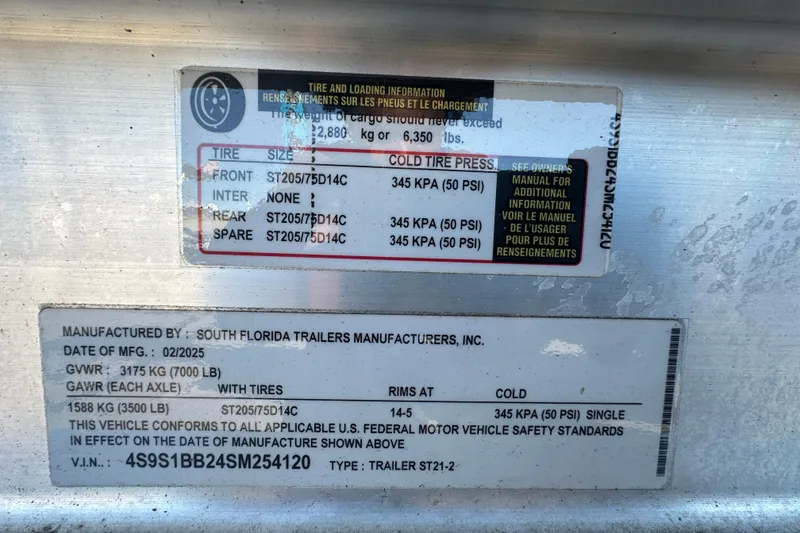 TIRE AND LOADING INFORMATION
RENSEIGNEMENTS SUR LES PNEUS ET LE CHARGEMENT
The weight of cargo should never exceed
2,880 kg or 6,350 lbs.
TIRE SIZE COLD TIRE PRESS.
FRONT ST205/75D14C 345 KPA (50 PSI)
INTER NONE
REAR ST205/75D14C 345 KPA (50 PSI)
SPARE ST205/75D14C 345 KPA (50 PSI)
SEE OWNER'S
MANUAL FOR
ADDITIONAL
INFORMATION
VOIR LE MANUEL
DE L'USAGER
POUR PLUS DE
RENSEIGNEMENTS
4S9S1BB24SM254120
MANUFACTURED BY : SOUTH FLORIDA TRAILERS MANUFACTURERS, INC.
DATE OF MFG. : 02/2025
GVWR : 3175 KG (7000 LB)
GAWR (EACH AXLE) WITH TIRES RIMS AT COLD
1588 KG (3500 LB) ST205/75D14C 14-5 345 KPA (50 PSI) SINGLE
THIS VEHICLE CONFORMS TO ALL APPLICABLE U.S. FEDERAL MOTOR VEHICLE SAFETY STANDARDS
IN EFFECT ON THE DATE OF MANUFACTURE SHOWN ABOVE
V.I.N.: 4S9S1BB24SM254120 TYPE : TRAILER ST21-2